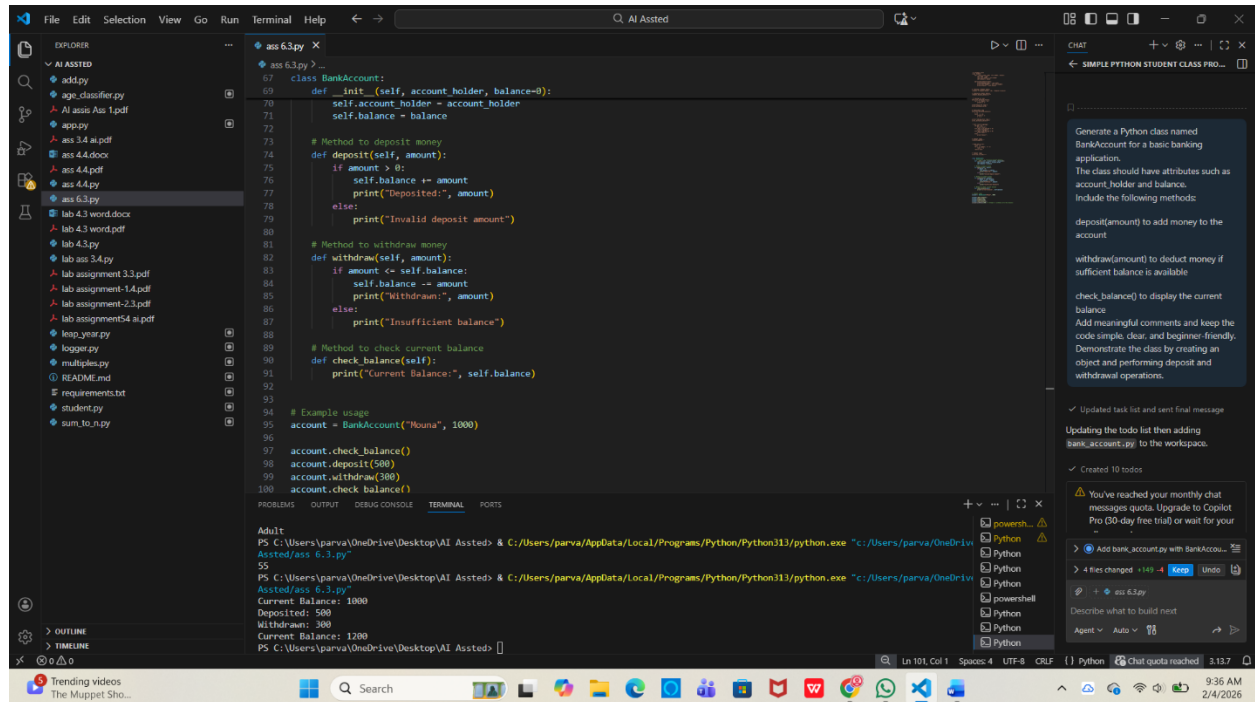 File Edit Selection View Go Run Terminal Help
AI Assted
EXPLORER
AI ASSTED
add.py
age_classifier.py
AI assis Ass 1.pdf
app.py
ass 3.4 ai.pdf
ass 4.4.docx
ass 4.4.pdf
ass 4.4.py
ass 6.3.py
lab 4.3 word.docx
lab 4.3 word.pdf
lab 4.3.py
lab ass 3.4.py
lab assignment 3.3.pdf
lab assignment-1.4.pdf
lab assignment-2.3.pdf
lab assignment54 ai.pdf
leap_year.py
logger.py
multiples.py
README.md
requirements.txt
student.py
sum_to_n.py
OUTLINE
TIMELINE
ass 6.3.py
ass 6.3.py > ...
67 class BankAccount:
69 def __init__(self, account_holder, balance=0):
70 self.account_holder = account_holder
71 self.balance = balance
72
73 # Method to deposit money
74 def deposit(self, amount):
75 if amount > 0:
76 self.balance += amount
77 print("Deposited:", amount)
78 else:
79 print("Invalid deposit amount")
80
81 # Method to withdraw money
82 def withdraw(self, amount):
83 if amount <= self.balance:
84 self.balance -= amount
85 print("Withdrawn:", amount)
86 else:
87 print("Insufficient balance")
88
89 # Method to check current balance
90 def check_balance(self):
91 print("Current Balance:", self.balance)
92
93
94 # Example usage
95 account = BankAccount("Mouna", 1000)
96
97 account.check_balance()
98 account.deposit(500)
99 account.withdraw(300)
100 account.check_balance()
PROBLEMS OUTPUT DEBUG CONSOLE TERMINAL PORTS
Adult
PS C:\Users\parva\OneDrive\Desktop\AI Assted> & C:/Users/parva/AppData/Local/Programs/Python/Python313/python.exe "c:/Users/parva/OneDriv
Assted/ass 6.3.py"
55
PS C:\Users\parva\OneDrive\Desktop\AI Assted> & C:/Users/parva/AppData/Local/Programs/Python/Python313/python.exe "c:/Users/parva/OneDriv
Assted/ass 6.3.py"
Current Balance: 1000
Deposited: 500
Withdrawn: 300
Current Balance: 1200
PS C:\Users\parva\OneDrive\Desktop\AI Assted>
powersh...
Python
Python
Python
Python
powershell
Python
Python
Python
CHAT
SIMPLE PYTHON STUDENT CLASS PRO...
Generate a Python class named
BankAccount for a basic banking
application.
The class should have attributes such as
account_holder and balance.
Include the following methods:
deposit(amount) to add money to the
account
withdraw(amount) to deduct money if
sufficient balance is available
check_balance() to display the current
balance
Add meaningful comments and keep the
code simple, clear, and beginner-friendly.
Demonstrate the class by creating an
object and performing deposit and
withdrawal operations.
Updated task list and sent final message
Updating the todo list then adding
bank_account.py to the workspace.
Created 10 todos
You've reached your monthly chat
messages quota. Upgrade to Copilot
Pro (30-day free trial) or wait for your
Add bank_account.py with BankAccou...
4 files changed +149 -4 Keep Undo
ass 6.3.py
Describe what to build next
Agent Auto
0 0
Ln 101, Col 1 Spaces: 4 UTF-8 CRLF { } Python Chat quota reached 3.13.7
5
Trending videos
The Muppet Sho...
Search
9:36 AM
2/4/2026